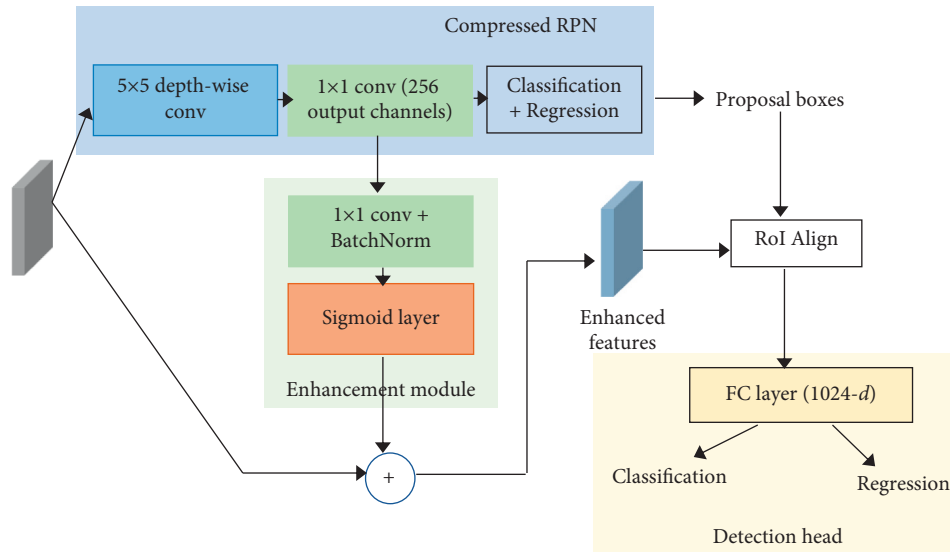 Compressed RPN
5×5 depth-wise
conv
1×1 conv (256
output channels)
Classification
+ Regression
Proposal boxes
1×1 conv +
BatchNorm
Sigmoid layer
Enhancement module
+
Enhanced
features
RoI Align
FC layer (1024-d)
Classification
Regression
Detection head